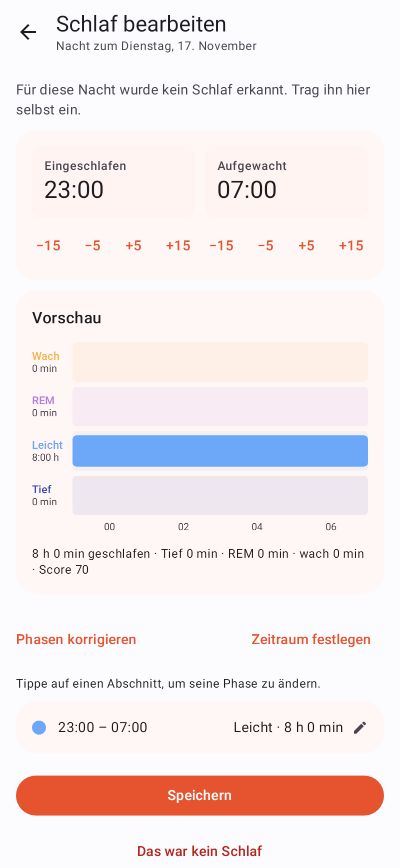 Schlaf bearbeiten
Nacht zum Dienstag, 17. November
Für diese Nacht wurde kein Schlaf erkannt. Trag ihn hier
selbst ein.
Eingeschlafen
23:00
Aufgewacht
07:00
−15 −5 +5 +15 −15 −5 +5 +15
Vorschau
Wach
0 min
REM
0 min
Leicht
8:00 h
Tief
0 min
00 02 04 06
8 h 0 min geschlafen · Tief 0 min · REM 0 min · wach 0 min
· Score 70
Phasen korrigieren Zeitraum festlegen
Tippe auf einen Abschnitt, um seine Phase zu ändern.
23:00 – 07:00 Leicht · 8 h 0 min
Speichern
Das war kein Schlaf